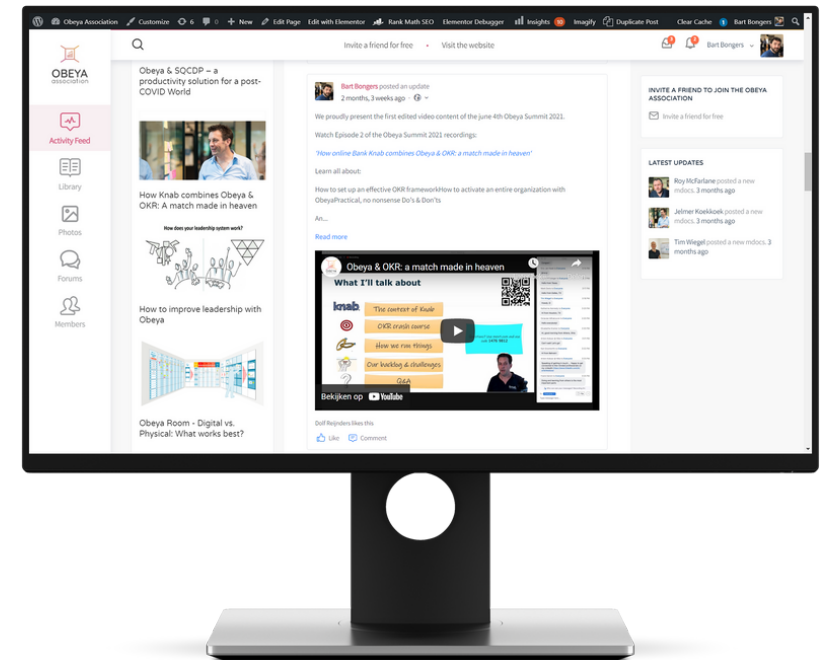 Obeya Association
Customize
6
0
New
Edit Page
Edit with Elementor
Rank Math SEO
Elementor Debugger
Insights
Imagify
Duplicate Post
Clear Cache
1
Bart Bongers
OBEYA
association
Invite a friend for free
Visit the website
Bart Bongers
Activity Feed
Library
Photos
Forums
Members
Obeya & SQCDP – a
productivity solution for a post-
COVID World
How Knab combines Obeya &
OKR: A match made in heaven
How does your leadership system work?
How to improve leadership with
Obeya
Obeya Room - Digital vs.
Physical: What works best?
Bart Bongers posted an update
2 months, 3 weeks ago
We proudly present the first edited video content of the june 4th Obeya Summit 2021.
Watch Episode 2 of the Obeya Summit 2021 recordings:
'How online Bank Knab combines Obeya & OKR: a match made in heaven'
Learn all about:
How to set up an effective OKR frameworkHow to activate an entire organization with
ObeyaPractical, no nonsense Do's & Don'ts
An...
Read more
Obeya & OKR: a match made in heaven
What I'll talk about
knab.
The context of Knab
OKR crash course
How we run things
Our backlog & challenges
Q&A
Bekijken op YouTube
Dolf Reijnders likes this
Like
Comment
INVITE A FRIEND TO JOIN THE OBEYA
ASSOCIATION
Invite a friend for free
LATEST UPDATES
Roy McFarlane posted a new
mdocs. 3 months ago
Jelmer Koekkoek posted a new
mdocs. 3 months ago
Tim Wiegel posted a new mdocs. 3
months ago